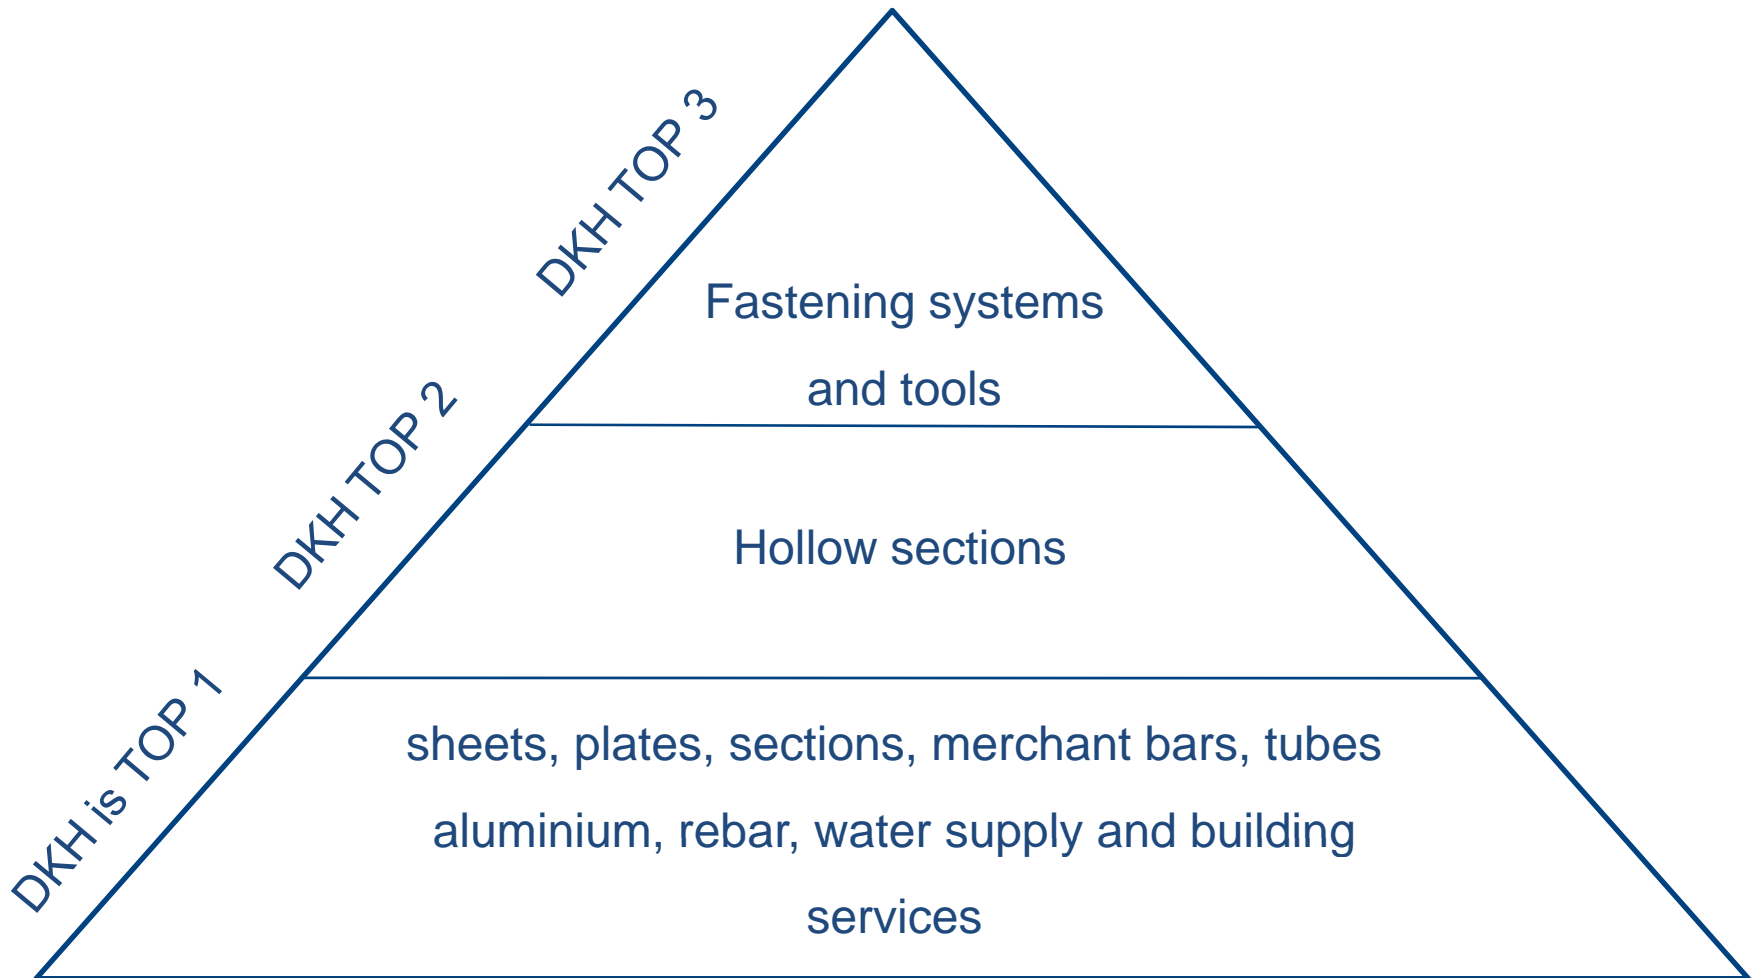 DKH TOP 3
Fastening systems
and tools
DKH TOP 2
Hollow sections
DKH is TOP 1
sheets, plates, sections, merchant bars, tubes
aluminium, rebar, water supply and building
services